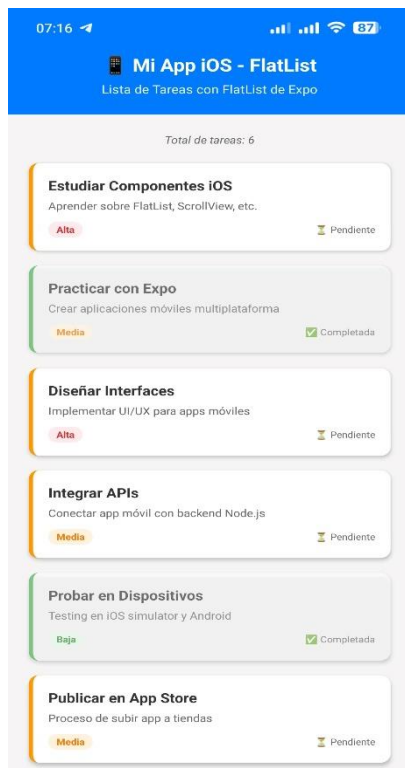 07:16 87
Mi App iOS - FlatList
Lista de Tareas con FlatList de Expo
Total de tareas: 6
Estudiar Componentes iOS
Aprender sobre FlatList, ScrollView, etc.
Alta ⏳ Pendiente
Practicar con Expo
Crear aplicaciones móviles multiplataforma
Media ✅ Completada
Diseñar Interfaces
Implementar UI/UX para apps móviles
Alta ⏳ Pendiente
Integrar APIs
Conectar app móvil con backend Node.js
Media ⏳ Pendiente
Probar en Dispositivos
Testing en iOS simulator y Android
Baja ✅ Completada
Publicar en App Store
Proceso de subir app a tiendas
Media ⏳ Pendiente